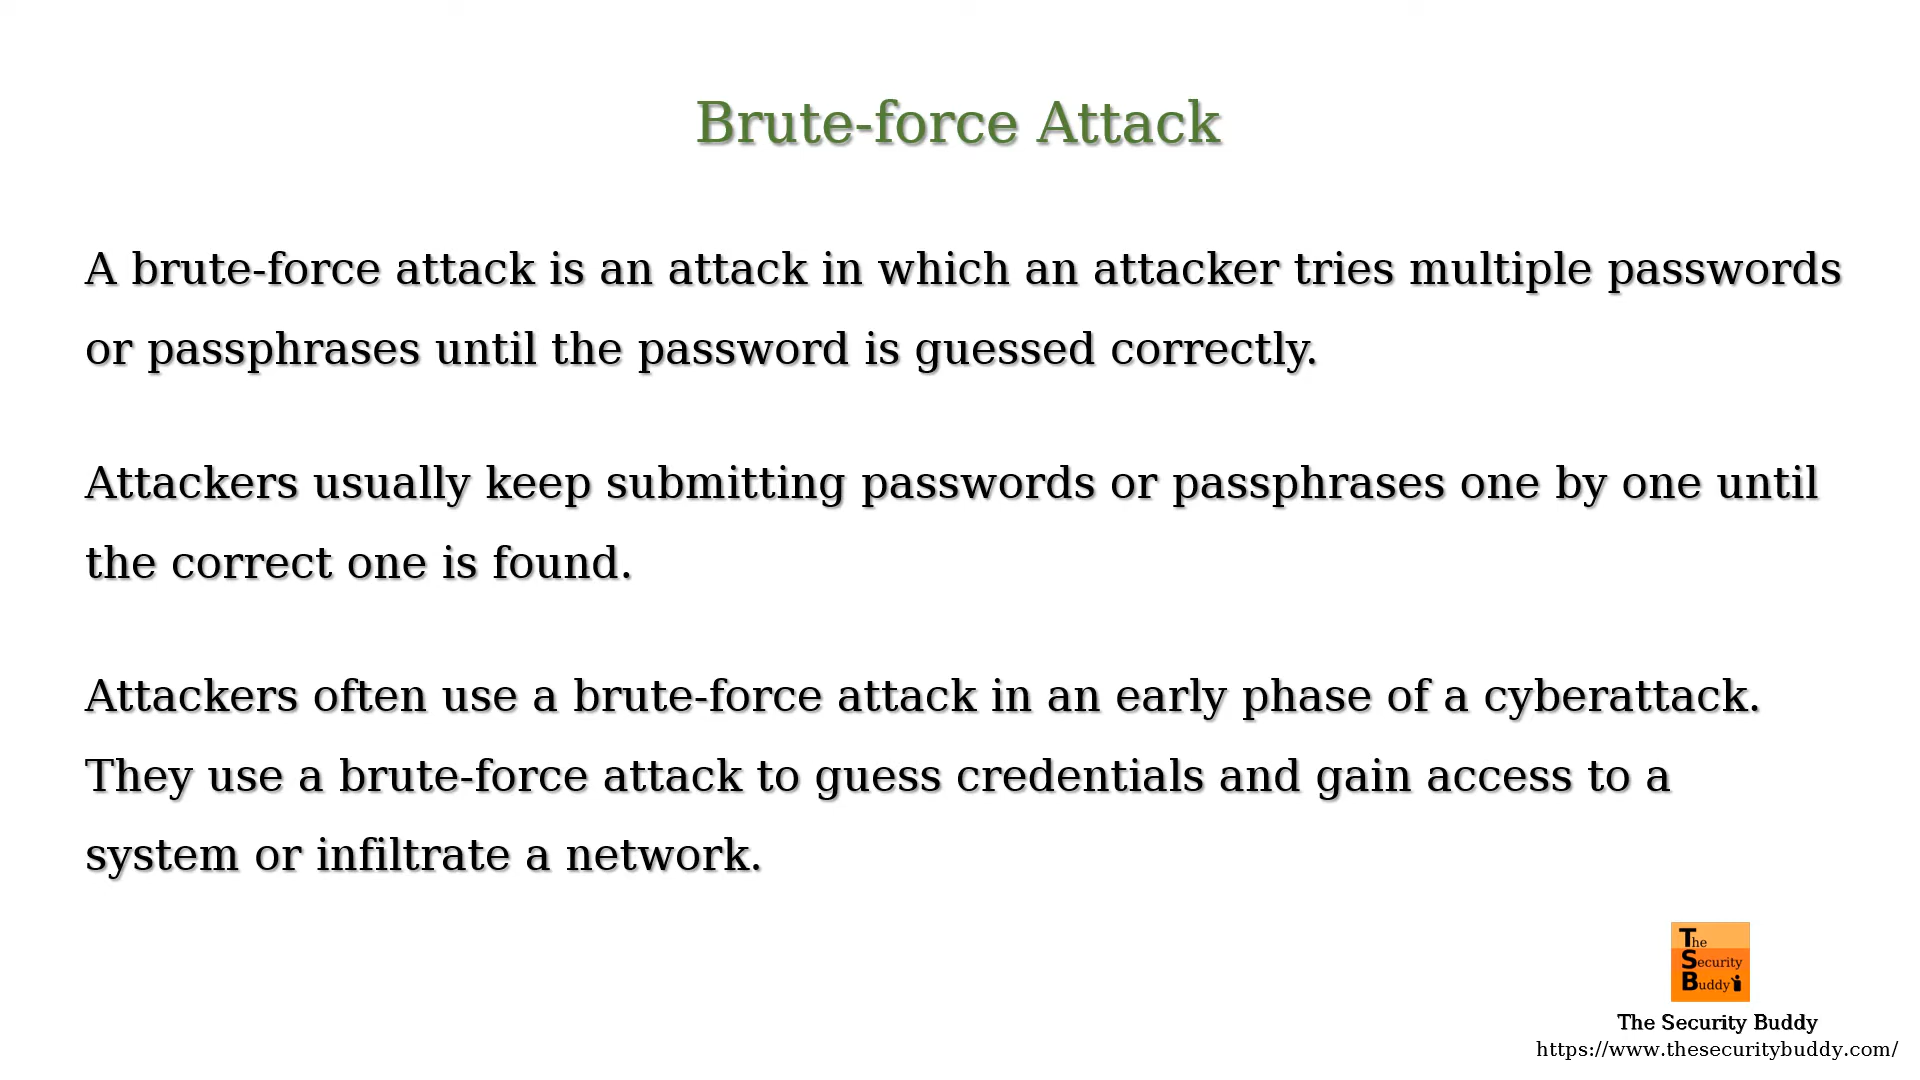 Brute-force Attack
A brute-force attack is an attack in which an attacker tries multiple passwords
or passphrases until the password is guessed correctly.
Attackers usually keep submitting passwords or passphrases one by one until
the correct one is found.
Attackers often use a brute-force attack in an early phase of a cyberattack.
They use a brute-force attack to guess credentials and gain access to a
system or infiltrate a network.
The
Security
Buddy
The Security Buddy
https://www.thesecuritybuddy.com/